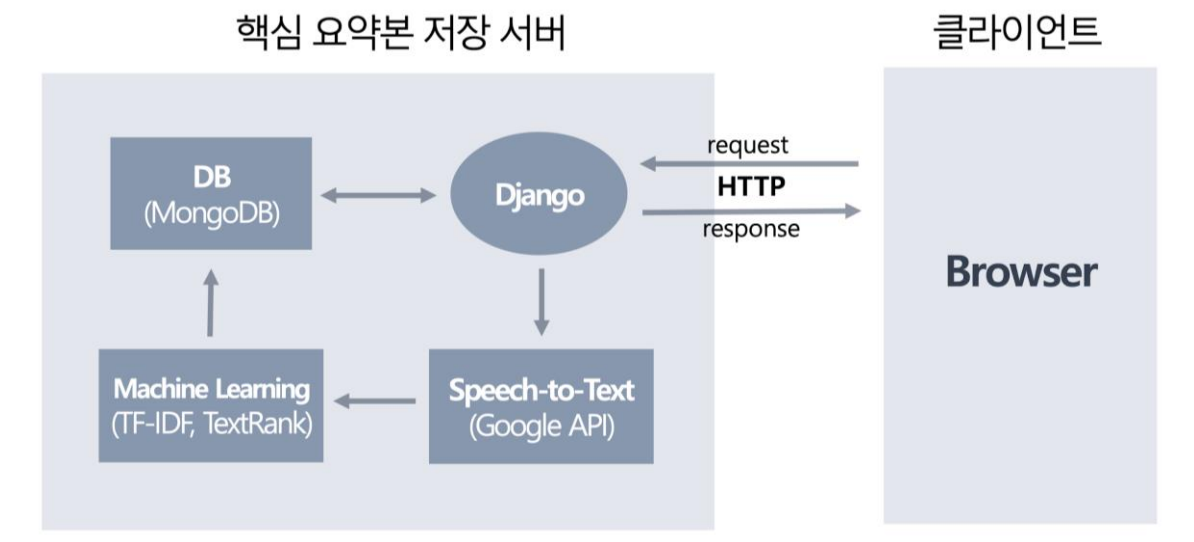 핵심 요약본 저장 서버
클라이언트
DB
(MongoDB)
Django
request
HTTP
response
Browser
Machine Learning
(TF-IDF, TextRank)
Speech-to-Text
(Google API)